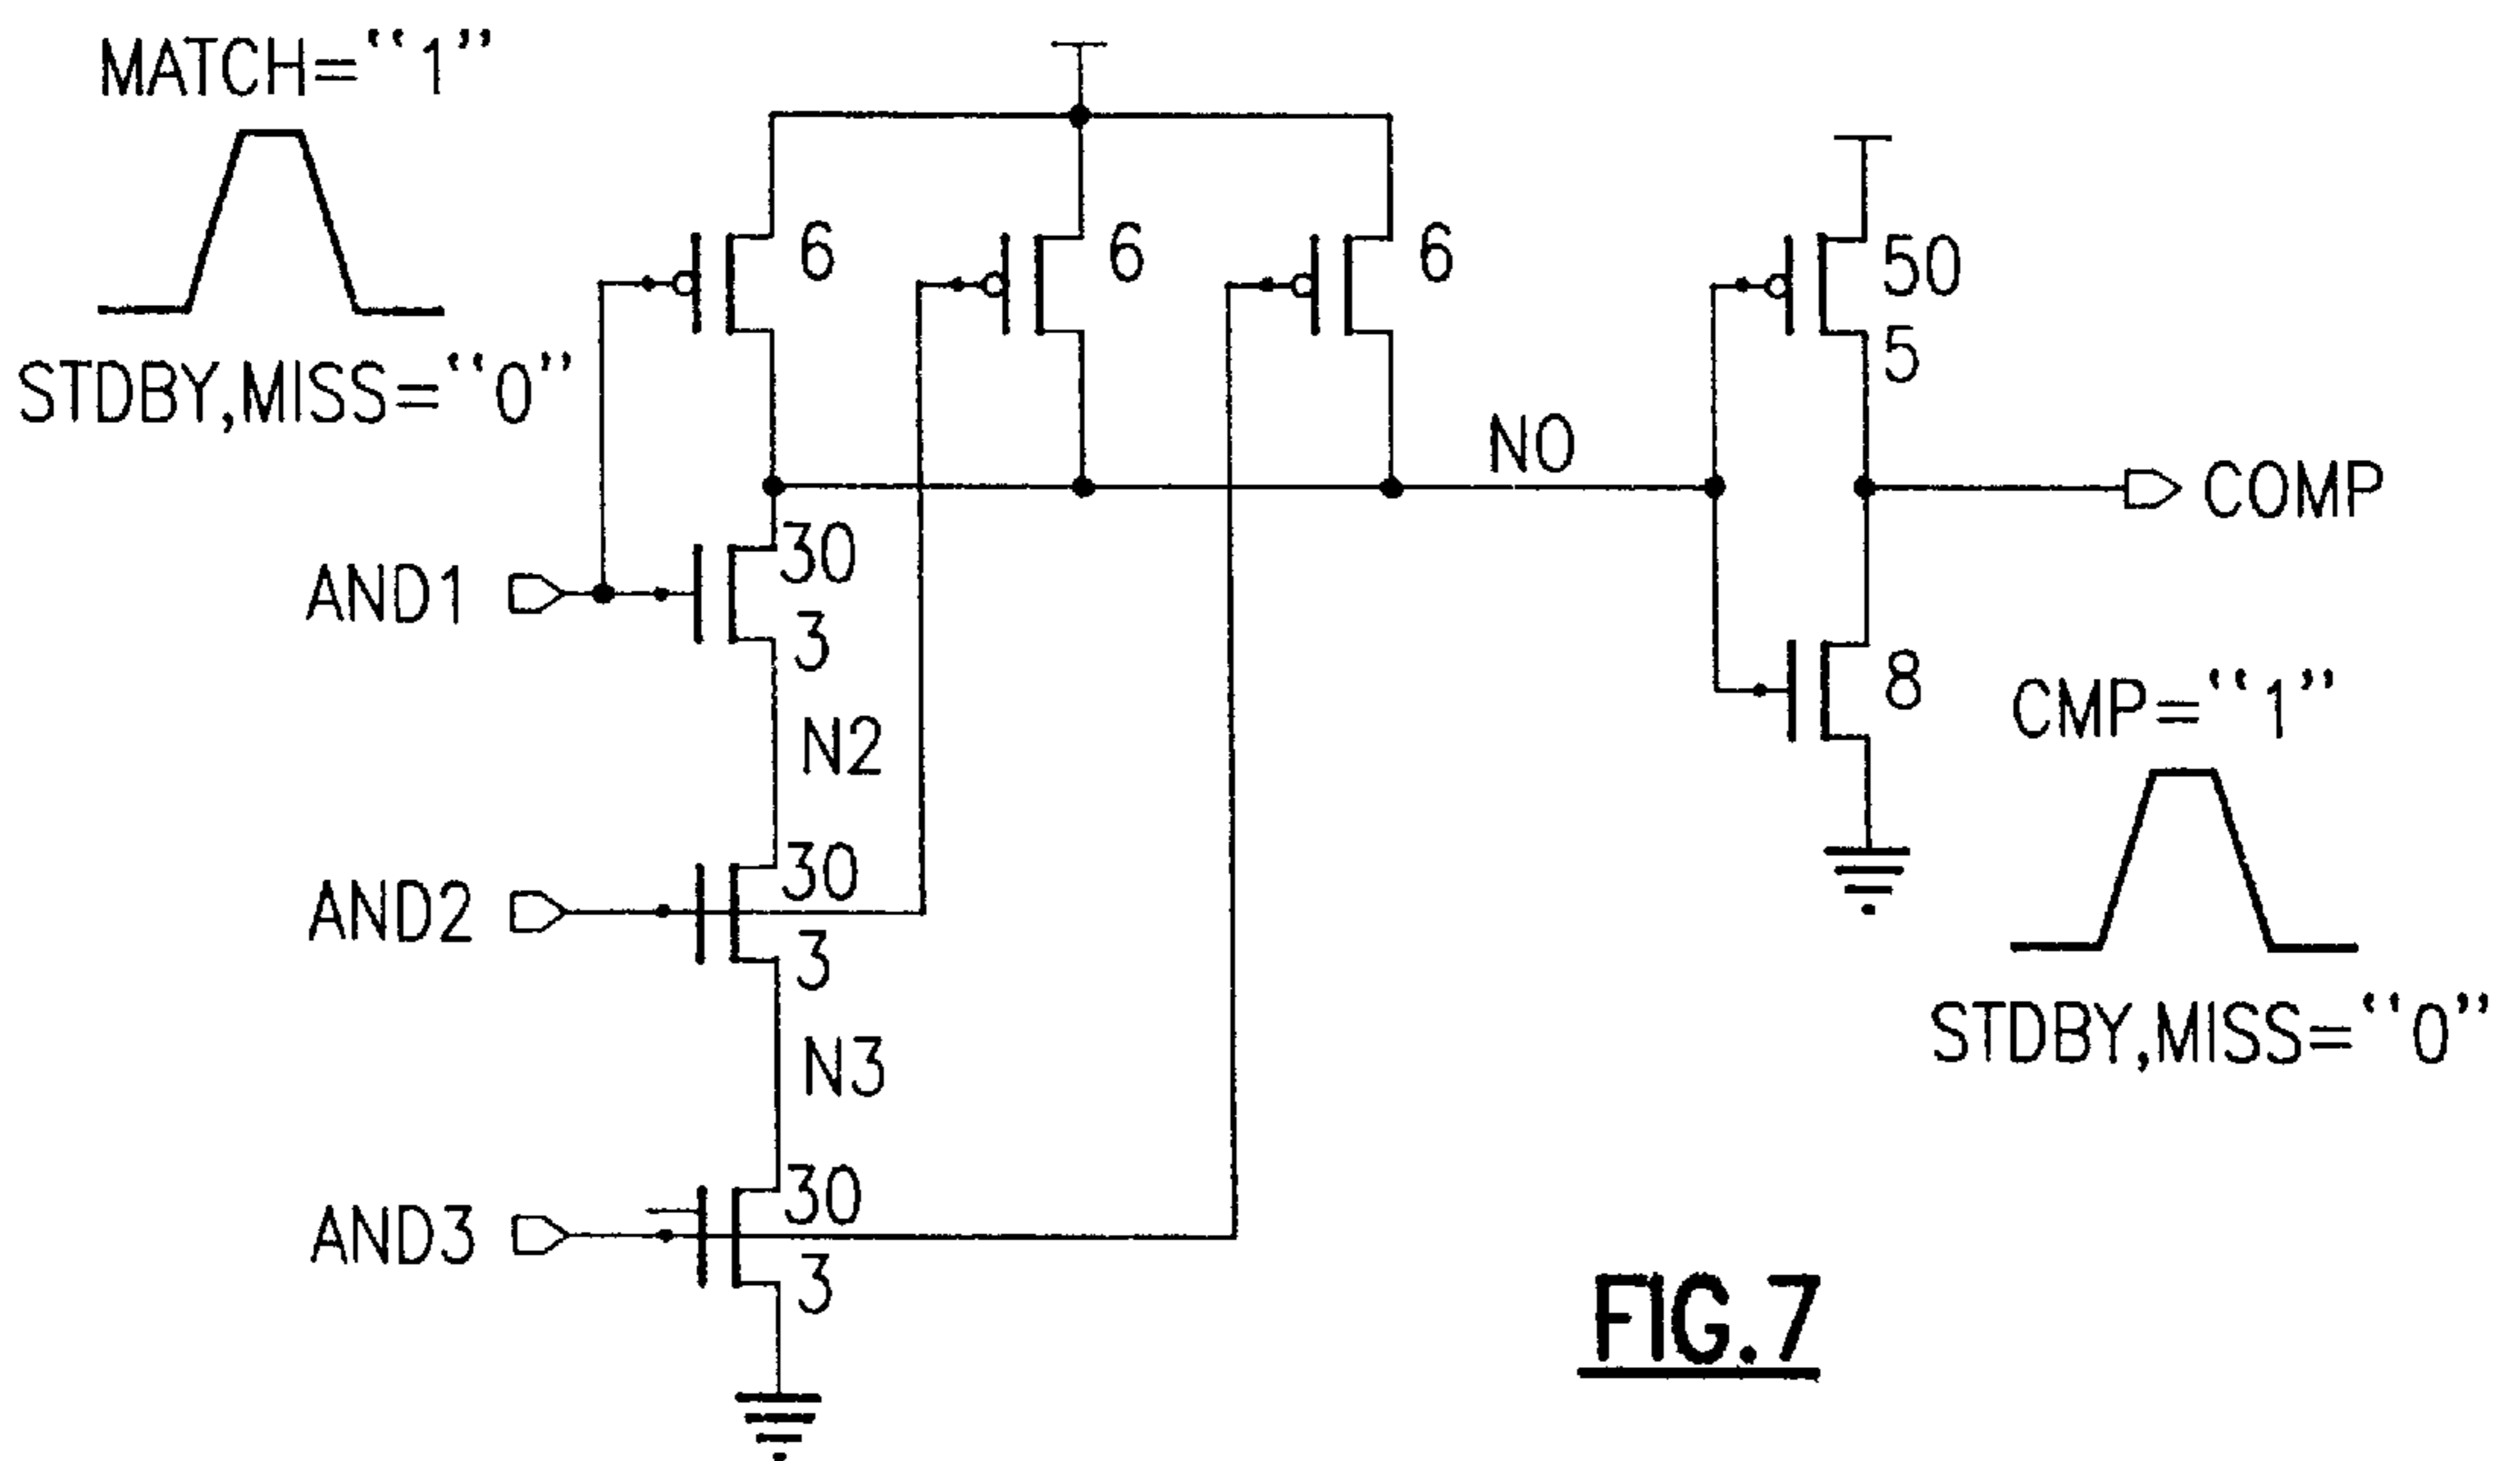 MATCH=“1”
STDBY,MISS=“0”
6
6
6
50
5
NO
COMP
AND1
30
3
8
N2
CMP=“1”
AND2
30
3
STDBY,MISS=“0”
N3
AND3
30
3
FIG.7